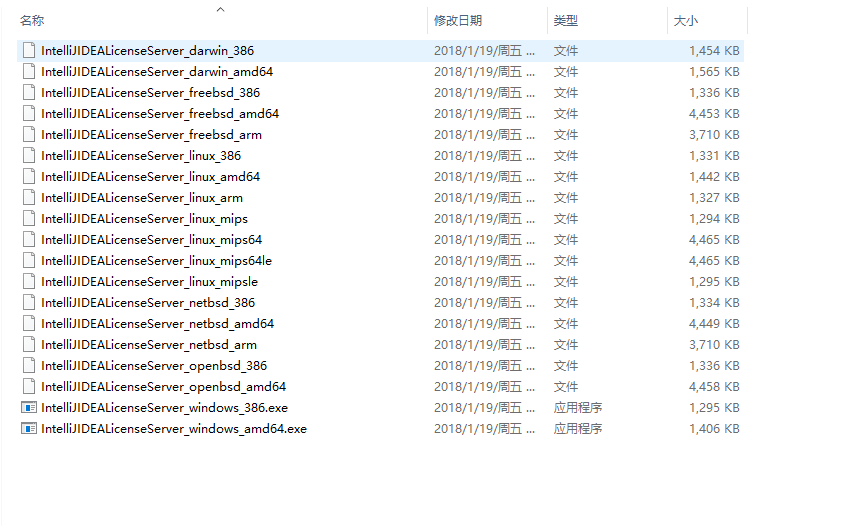 名称 修改日期 类型 大小
IntelliJIDEALicenseServer_darwin_386 2018/1/19/周五 ... 文件 1,454 KB
IntelliJIDEALicenseServer_darwin_amd64 2018/1/19/周五 ... 文件 1,565 KB
IntelliJIDEALicenseServer_freebsd_386 2018/1/19/周五 ... 文件 1,336 KB
IntelliJIDEALicenseServer_freebsd_amd64 2018/1/19/周五 ... 文件 4,453 KB
IntelliJIDEALicenseServer_freebsd_arm 2018/1/19/周五 ... 文件 3,710 KB
IntelliJIDEALicenseServer_linux_386 2018/1/19/周五 ... 文件 1,331 KB
IntelliJIDEALicenseServer_linux_amd64 2018/1/19/周五 ... 文件 1,442 KB
IntelliJIDEALicenseServer_linux_arm 2018/1/19/周五 ... 文件 1,327 KB
IntelliJIDEALicenseServer_linux_mips 2018/1/19/周五 ... 文件 1,294 KB
IntelliJIDEALicenseServer_linux_mips64 2018/1/19/周五 ... 文件 4,465 KB
IntelliJIDEALicenseServer_linux_mips64le 2018/1/19/周五 ... 文件 4,465 KB
IntelliJIDEALicenseServer_linux_mipsle 2018/1/19/周五 ... 文件 1,295 KB
IntelliJIDEALicenseServer_netbsd_386 2018/1/19/周五 ... 文件 1,334 KB
IntelliJIDEALicenseServer_netbsd_amd64 2018/1/19/周五 ... 文件 4,449 KB
IntelliJIDEALicenseServer_netbsd_arm 2018/1/19/周五 ... 文件 3,710 KB
IntelliJIDEALicenseServer_openbsd_386 2018/1/19/周五 ... 文件 1,336 KB
IntelliJIDEALicenseServer_openbsd_amd64 2018/1/19/周五 ... 文件 4,458 KB
IntelliJIDEALicenseServer_windows_386.exe 2018/1/19/周五 ... 应用程序 1,295 KB
IntelliJIDEALicenseServer_windows_amd64.exe 2018/1/19/周五 ... 应用程序 1,406 KB